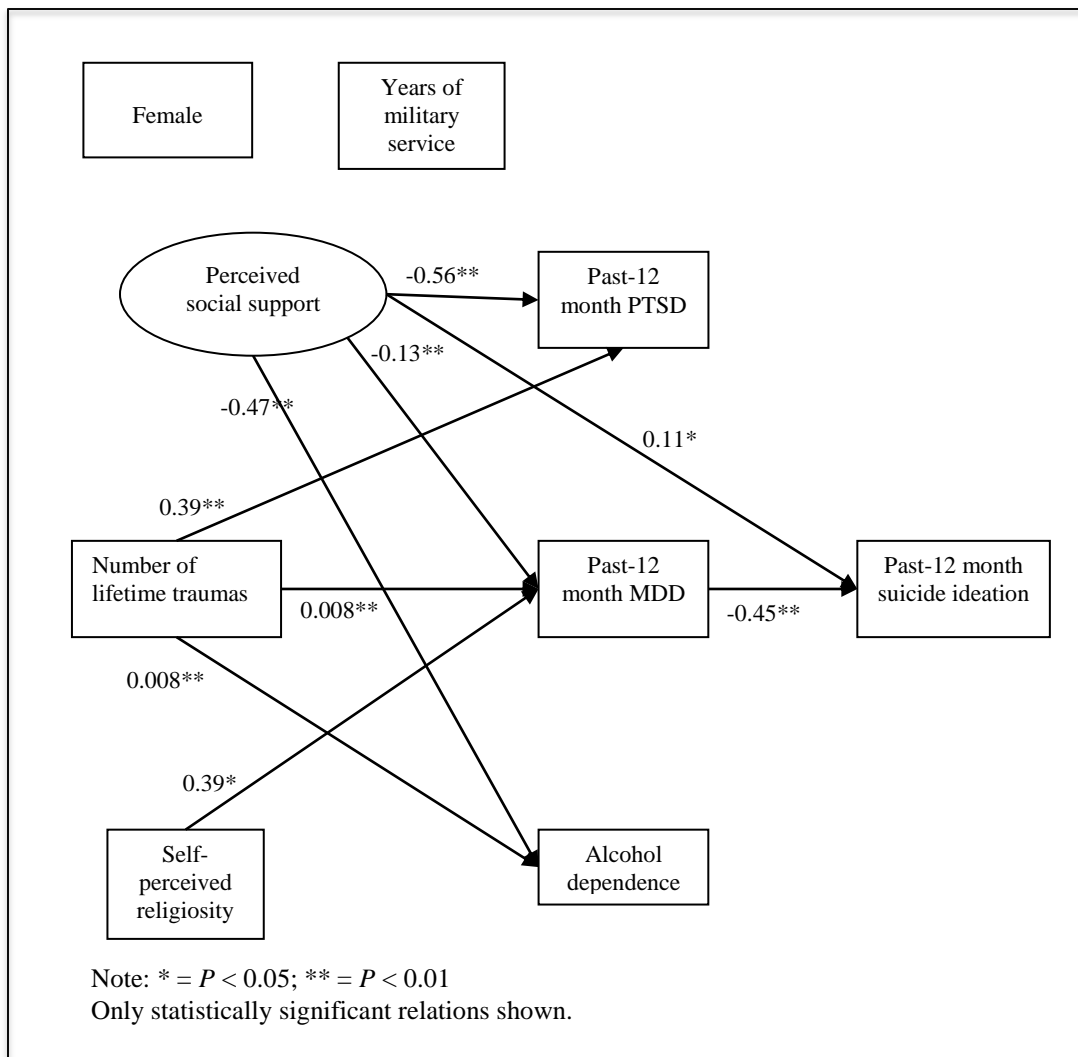 Female
Years of
military
service
Perceived
social support
-0.56**
Past-12
month PTSD
-0.13**
-0.47**
0.11*
0.39**
Number of
lifetime traumas
0.008**
Past-12
month MDD
-0.45**
Past-12 month
suicide ideation
0.008**
0.39*
Self-
perceived
religiosity
Alcohol
dependence
Note: * = P < 0.05; ** = P < 0.01
Only statistically significant relations shown.